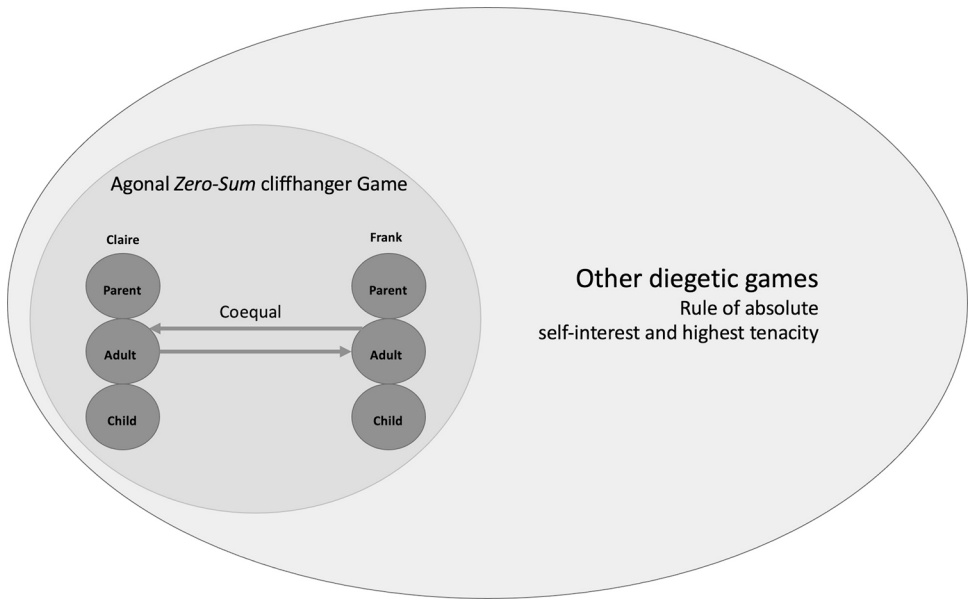 Agonal Zero-Sum cliffhanger Game
Claire
Frank
Parent
Parent
Coequal
Adult
Adult
Child
Child
Other diegetic games
Rule of absolute
self-interest and highest tenacity